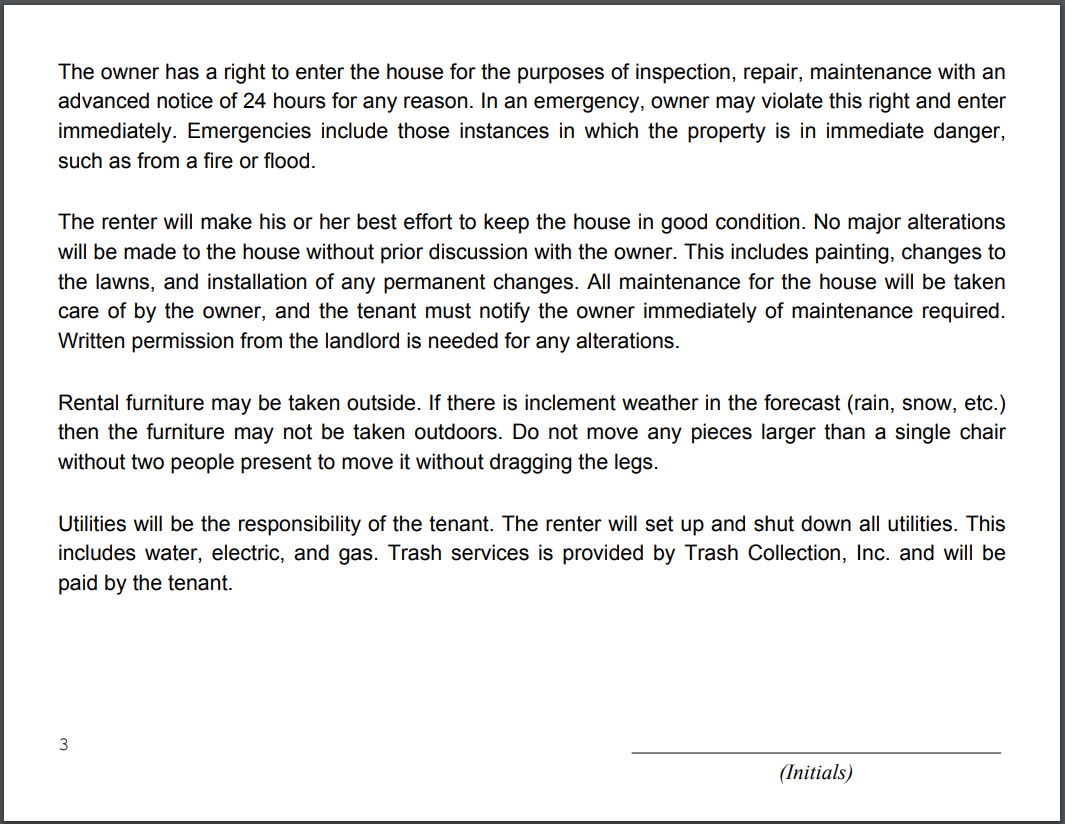 The owner has a right to enter the house for the purposes of inspection, repair, maintenance with an
advanced notice of 24 hours for any reason. In an emergency, owner may violate this right and enter
immediately. Emergencies include those instances in which the property is in immediate danger,
such as from a fire or flood.
The renter will make his or her best effort to keep the house in good condition. No major alterations
will be made to the house without prior discussion with the owner. This includes painting, changes to
the lawns, and installation of any permanent changes. All maintenance for the house will be taken
care of by the owner, and the tenant must notify the owner immediately of maintenance required.
Written permission from the landlord is needed for any alterations.
Rental furniture may be taken outside. If there is inclement weather in the forecast (rain, snow, etc.)
then the furniture may not be taken outdoors. Do not move any pieces larger than a single chair
without two people present to move it without dragging the legs.
Utilities will be the responsibility of the tenant. The renter will set up and shut down all utilities. This
includes water, electric, and gas. Trash services is provided by Trash Collection, Inc. and will be
paid by the tenant.
3
(Initials)